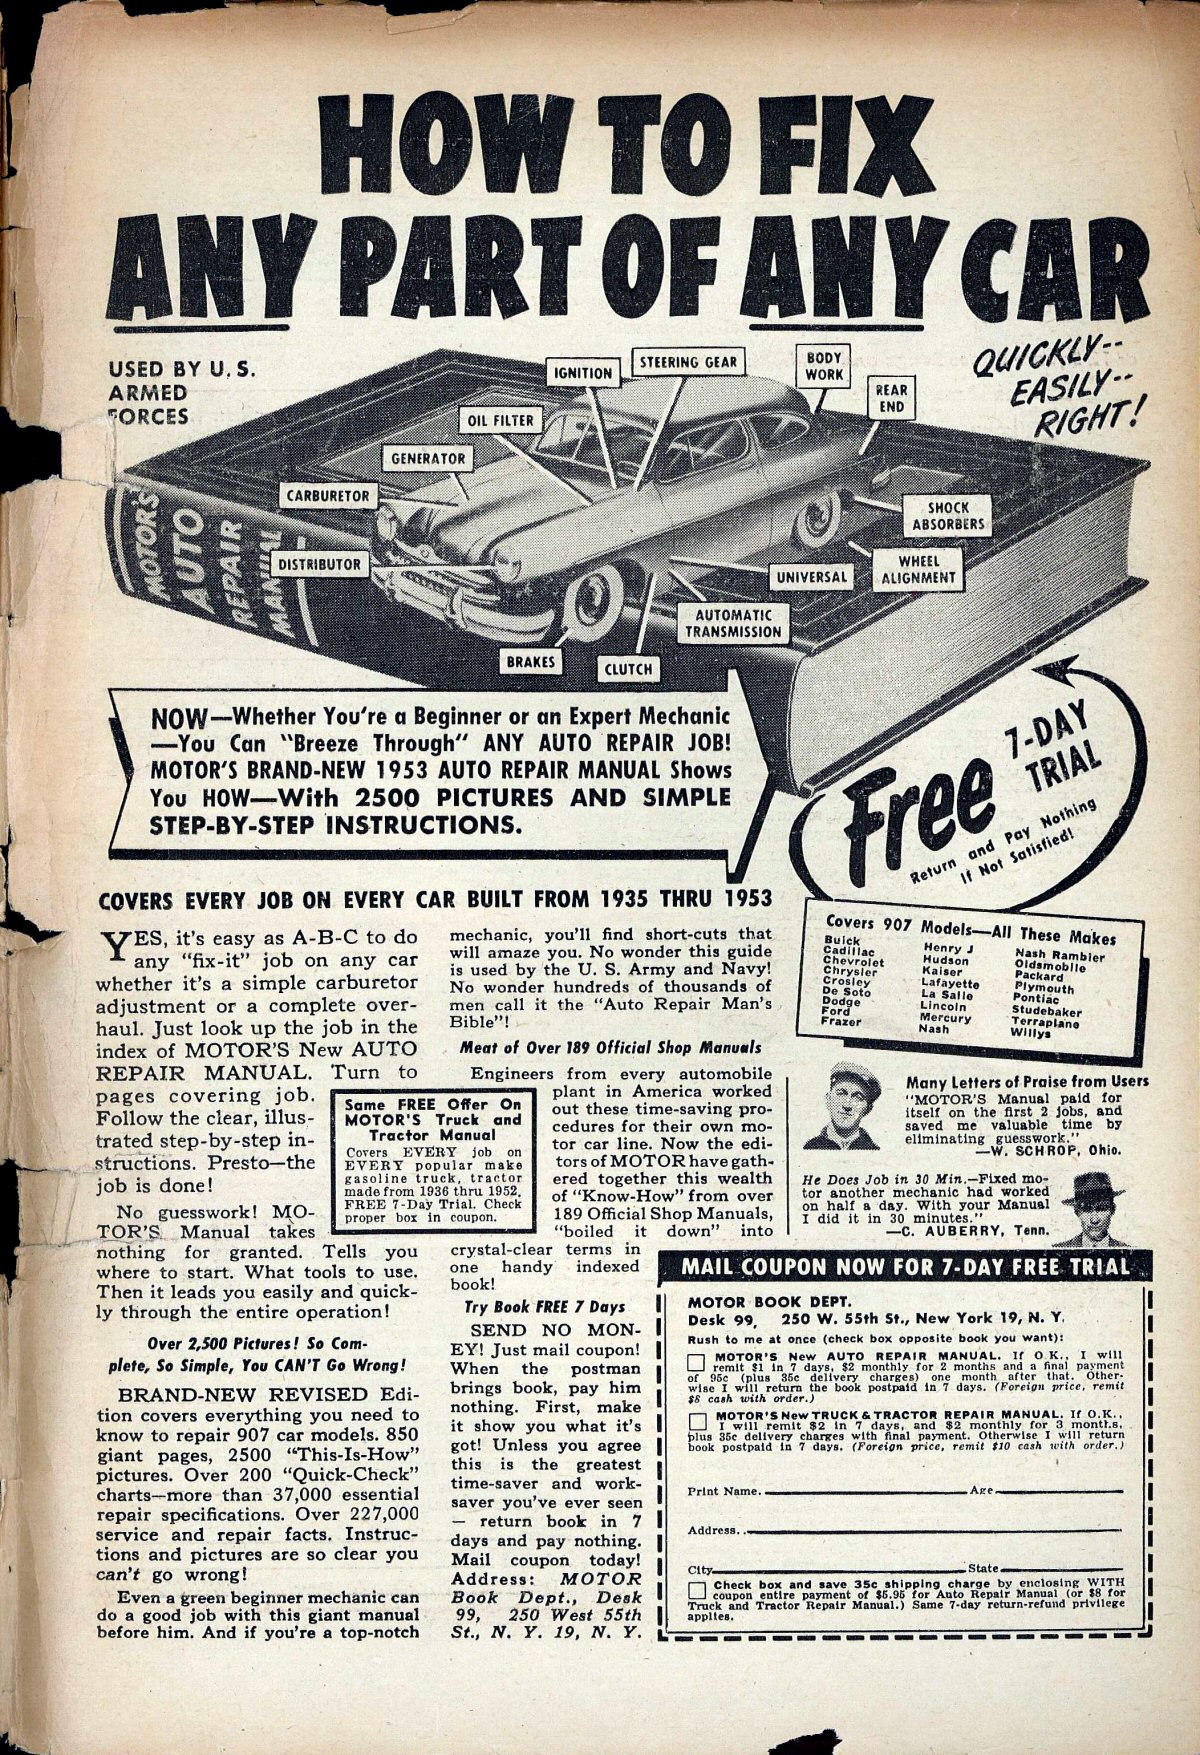 HOW TO FIX
ANY PART OF ANY CAR
QUICKLY--
EASILY--
RIGHT!
USED BY U.S.
ARMED
FORCES
IGNITION
STEERING GEAR
BODY
WORK
REAR
END
OIL FILTER
GENERATOR
CARBURETOR
DISTRIBUTOR
SHOCK
ABSORBERS
WHEEL
ALIGNMENT
UNIVERSAL
AUTOMATIC
TRANSMISSION
BRAKES
CLUTCH
MOTOR'S
AUTO
REPAIR
MANUAL
NOW—Whether You're a Beginner or an Expert Mechanic
—You Can "Breeze Through" ANY AUTO REPAIR JOB!
MOTOR'S BRAND-NEW 1953 AUTO REPAIR MANUAL Shows
You HOW—With 2500 PICTURES AND SIMPLE
STEP-BY-STEP INSTRUCTIONS.
Free 7-DAY
TRIAL
Return and Pay Nothing
If Not Satisfied!
COVERS EVERY JOB ON EVERY CAR BUILT FROM 1935 THRU 1953
YES, it's easy as A-B-C to do
any "fix-it" job on any car
whether it's a simple carburetor
adjustment or a complete over-
haul. Just look up the job in the
index of MOTOR'S New AUTO
REPAIR MANUAL. Turn to
pages covering job.
Follow the clear, illus-
trated step-by-step in-
structions. Presto—the
job is done!
No guesswork! MO-
TOR'S Manual takes
nothing for granted. Tells you
where to start. What tools to use.
Then it leads you easily and quick-
ly through the entire operation!
Over 2,500 Pictures! So Com-
plete, So Simple, You CAN'T Go Wrong!
BRAND-NEW REVISED Edi-
tion covers everything you need to
know to repair 907 car models. 850
giant pages, 2500 "This-Is-How"
pictures. Over 200 "Quick-Check"
charts—more than 37,000 essential
repair specifications. Over 227,000
service and repair facts. Instruc-
tions and pictures are so clear you
can't go wrong!
Even a green beginner mechanic can
do a good job with this giant manual
before him. And if you're a top-notch
mechanic, you'll find short-cuts that
will amaze you. No wonder this guide
is used by the U. S. Army and Navy!
No wonder hundreds of thousands of
men call it the "Auto Repair Man's
Bible"!
Meat of Over 189 Official Shop Manuals
Engineers from every automobile
plant in America worked
out these time-saving pro-
cedures for their own mo-
tor car line. Now the edi-
tors of MOTOR have gath-
ered together this wealth
of "Know-How" from over
189 Official Shop Manuals,
"boiled it down" into
crystal-clear terms in
one handy indexed
book!
Try Book FREE 7 Days
SEND NO MON-
EY! Just mail coupon!
When the postman
brings book, pay him
nothing. First, make
it show you what it's
got! Unless you agree
this is the greatest
time-saver and work-
saver you've ever seen
— return book in 7
days and pay nothing.
Mail coupon today!
Address: MOTOR
Book Dept., Desk
99, 250 West 55th
St., N. Y. 19, N. Y.
Same FREE Offer On
MOTOR'S Truck and
Tractor Manual
Covers EVERY job on
EVERY popular make
gasoline truck, tractor
made from 1936 thru 1952.
FREE 7-Day Trial. Check
proper box in coupon.
Covers 907 Models—All These Makes
Buick
Cadillac
Chevrolet
Chrysler
Crosley
De Soto
Dodge
Ford
Frazer
Henry J
Hudson
Kaiser
Lafayette
La Salle
Lincoln
Mercury
Nash
Nash Rambler
Oldsmobile
Packard
Plymouth
Pontiac
Studebaker
Terraplane
Willys
Many Letters of Praise from Users
"MOTOR'S Manual paid for
itself on the first 2 jobs, and
saved me valuable time by
eliminating guesswork."
—W. SCHROP, Ohio.
He Does Job in 30 Min.—Fixed mo-
tor another mechanic had worked
on half a day. With your Manual
I did it in 30 minutes."
—C. AUBERRY, Tenn.
MAIL COUPON NOW FOR 7-DAY FREE TRIAL
MOTOR BOOK DEPT.
Desk 99, 250 W. 55th St., New York 19, N. Y.
Rush to me at once (check box opposite book you want):
MOTOR'S New AUTO REPAIR MANUAL. If O.K., I will
remit $1 in 7 days, $2 monthly for 2 months and a final payment
of 95c (plus 35c delivery charges) one month after that. Other-
wise I will return the book postpaid in 7 days. (Foreign price, remit
$8 cash with order.)
MOTOR'S New TRUCK & TRACTOR REPAIR MANUAL. If O.K.,
I will remit $2 in 7 days, and $2 monthly for 3 months,
plus 35c delivery charges with final payment. Otherwise I will return
book postpaid in 7 days. (Foreign price, remit $10 cash with order.)
Print Name. Age
Address..
City State
Check box and save 35c shipping charge by enclosing WITH
coupon entire payment of $5.95 for Auto Repair Manual (or $8 for
Truck and Tractor Repair Manual.) Same 7-day return-refund privilege
applies.